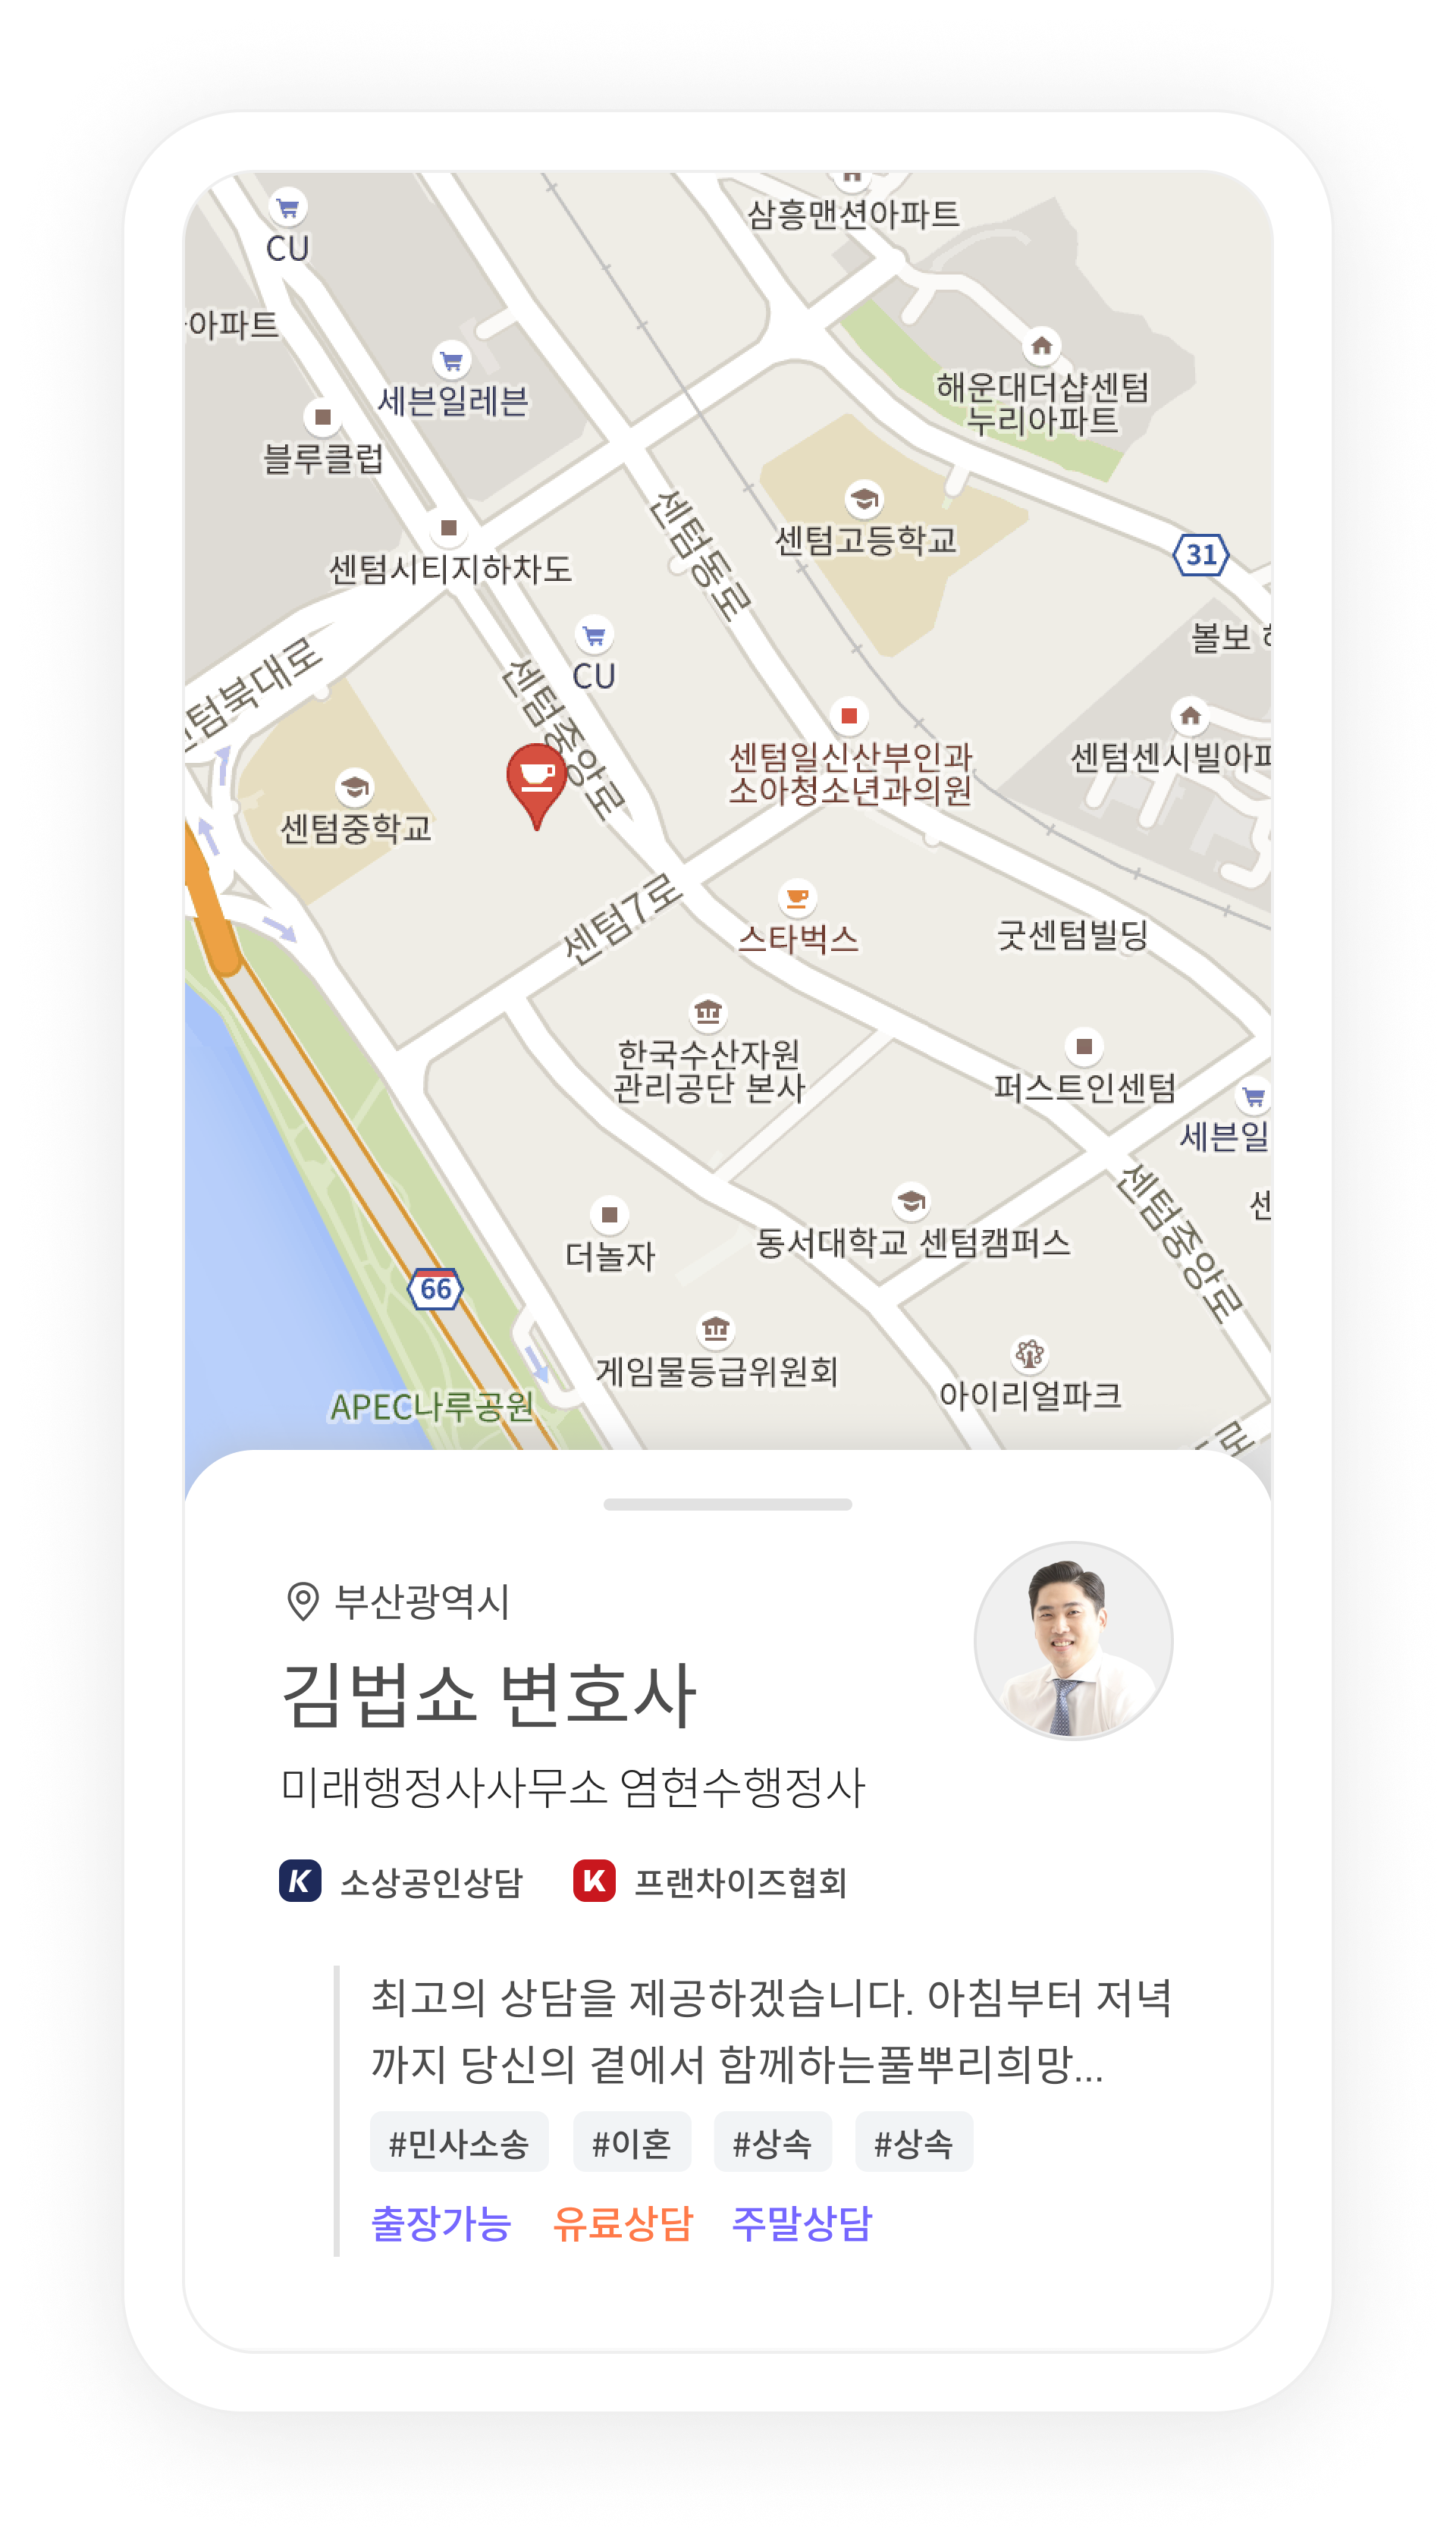 CU
삼흥맨션아파트
아파트
세븐일레븐
해운대더샵센텀
누리아파트
블루클럽
센텀동로
센텀고등학교
31
센텀시티지하차도
볼보
텀북대로
CU
센텀중앙로
센텀일신산부인과
소아청소년과의원
센텀센시빌아파
센텀중학교
센텀7로
스타벅스
굿센텀빌딩
한국수산자원
관리공단 본사
퍼스트인센텀
세븐일
센텀중앙로
센
더놀자
동서대학교 센텀캠퍼스
66
게임물등급위원회
아이리얼파크
APEC나루공원
로
부산광역시
김법쇼 변호사
미래행정사사무소 염현수행정사
K 소상공인상담 K 프랜차이즈협회
최고의 상담을 제공하겠습니다. 아침부터 저녁
까지 당신의 곁에서 함께하는풀뿌리희망...
#민사소송 #이혼 #상속 #상속
출장가능 유료상담 주말상담